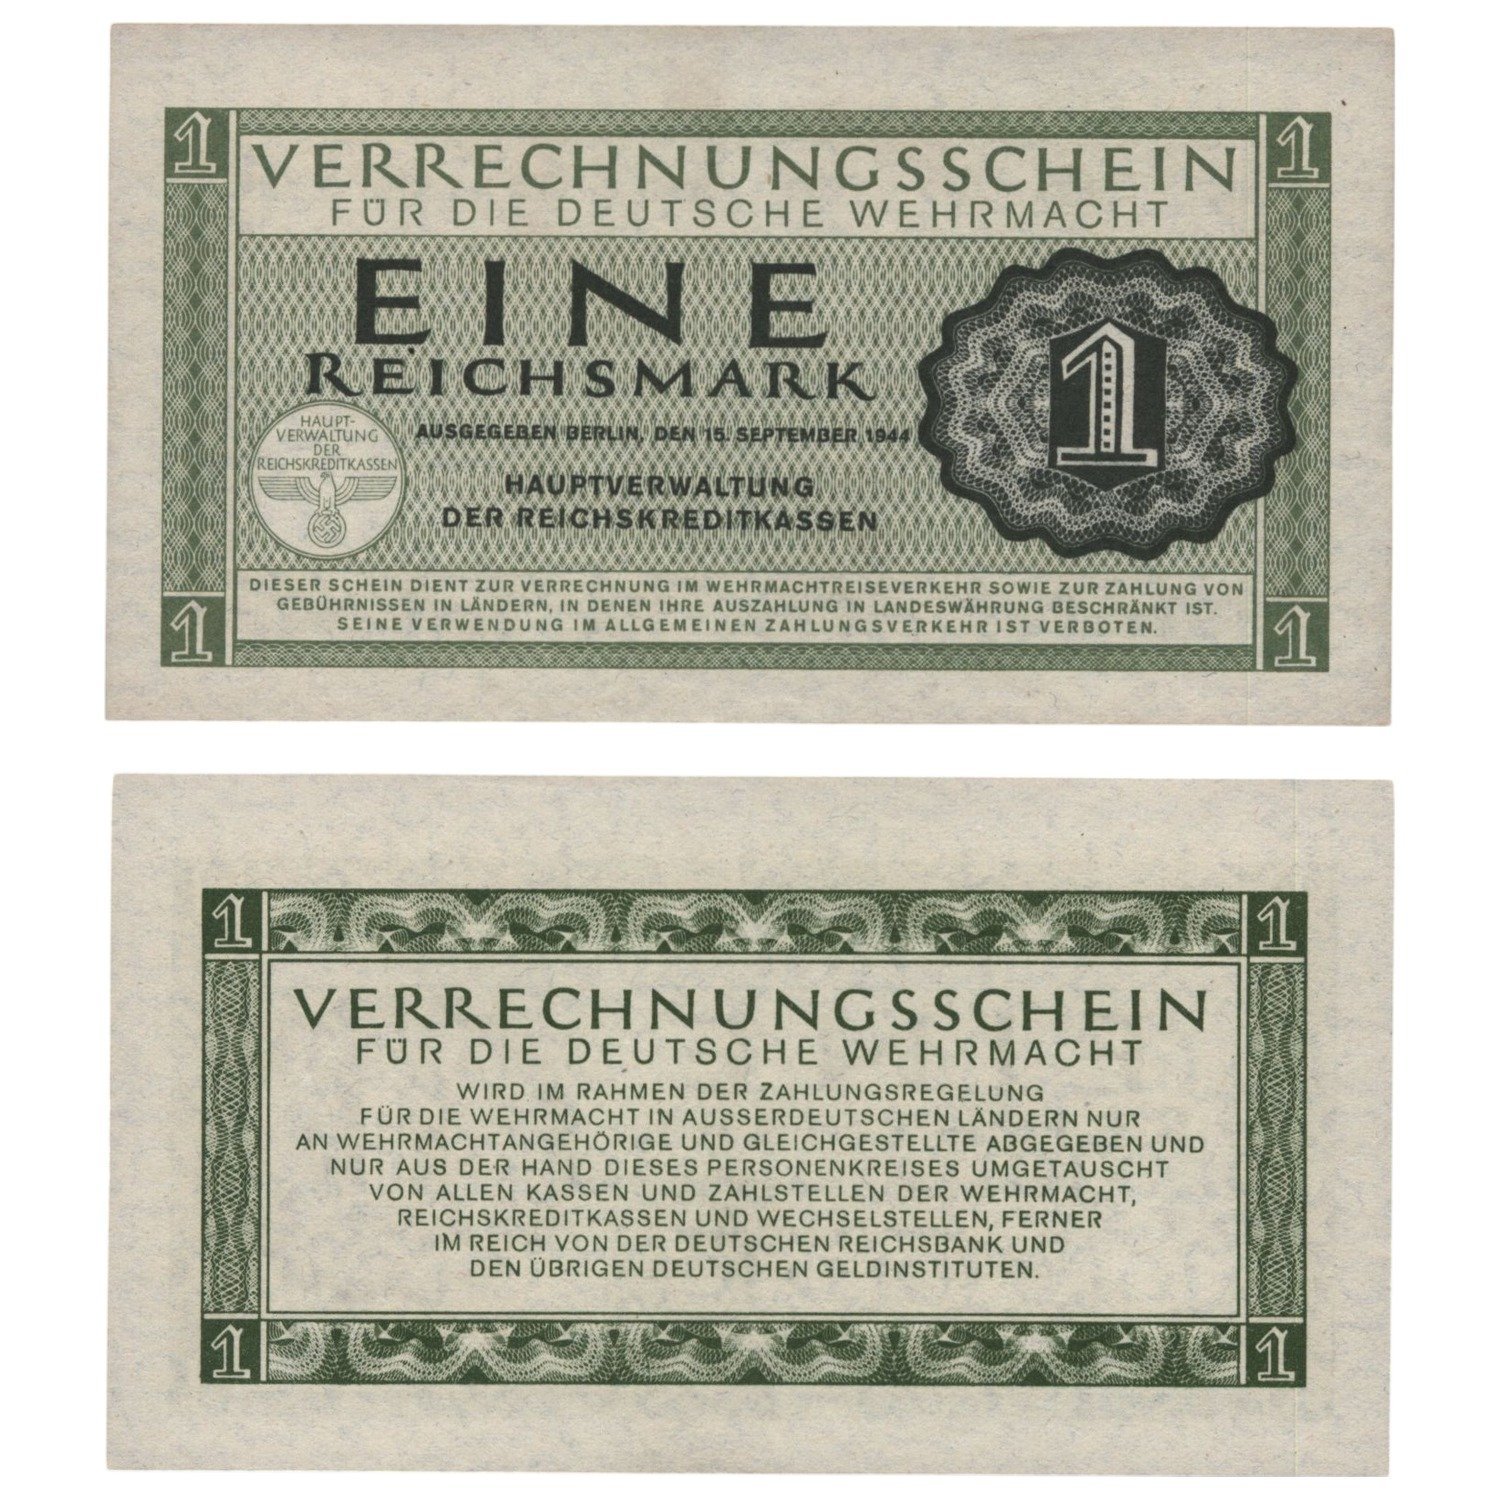 1
1
VERRECHNUNGSSCHEIN
FÜR DIE DEUTSCHE WEHRMACHT
EINE
REICHSMARK
AUSGEGEBEN BERLIN, DEN 15. SEPTEMBER 1944
HAUPTVERWALTUNG
DER REICHSKREDITKASSEN
HAUPT-
VERWALTUNG
DER
REICHSKREDITKASSEN
1
DIESER SCHEIN DIENT ZUR VERRECHNUNG IM WEHRMACHTREISEVERKEHR SOWIE ZUR ZAHLUNG VON
GEBÜHRNISSEN IN LÄNDERN, IN DENEN IHRE AUSZAHLUNG IN LANDESWÄHRUNG BESCHRÄNKT IST.
SEINE VERWENDUNG IM ALLGEMEINEN ZAHLUNGSVERKEHR IST VERBOTEN.
1
1
1
1
VERRECHNUNGSSCHEIN
FÜR DIE DEUTSCHE WEHRMACHT
WIRD IM RAHMEN DER ZAHLUNGSREGELUNG
FÜR DIE WEHRMACHT IN AUSSERDEUTSCHEN LÄNDERN NUR
AN WEHRMACHTANGEHÖRIGE UND GLEICHGESTELLTE ABGEGEBEN UND
NUR AUS DER HAND DIESES PERSONENKREISES UMGETAUSCHT
VON ALLEN KASSEN UND ZAHLSTELLEN DER WEHRMACHT,
REICHSKREDITKASSEN UND WECHSELSTELLEN, FERNER
IM REICH VON DER DEUTSCHEN REICHSBANK UND
DEN ÜBRIGEN DEUTSCHEN GELDINSTITUTEN.
1
1